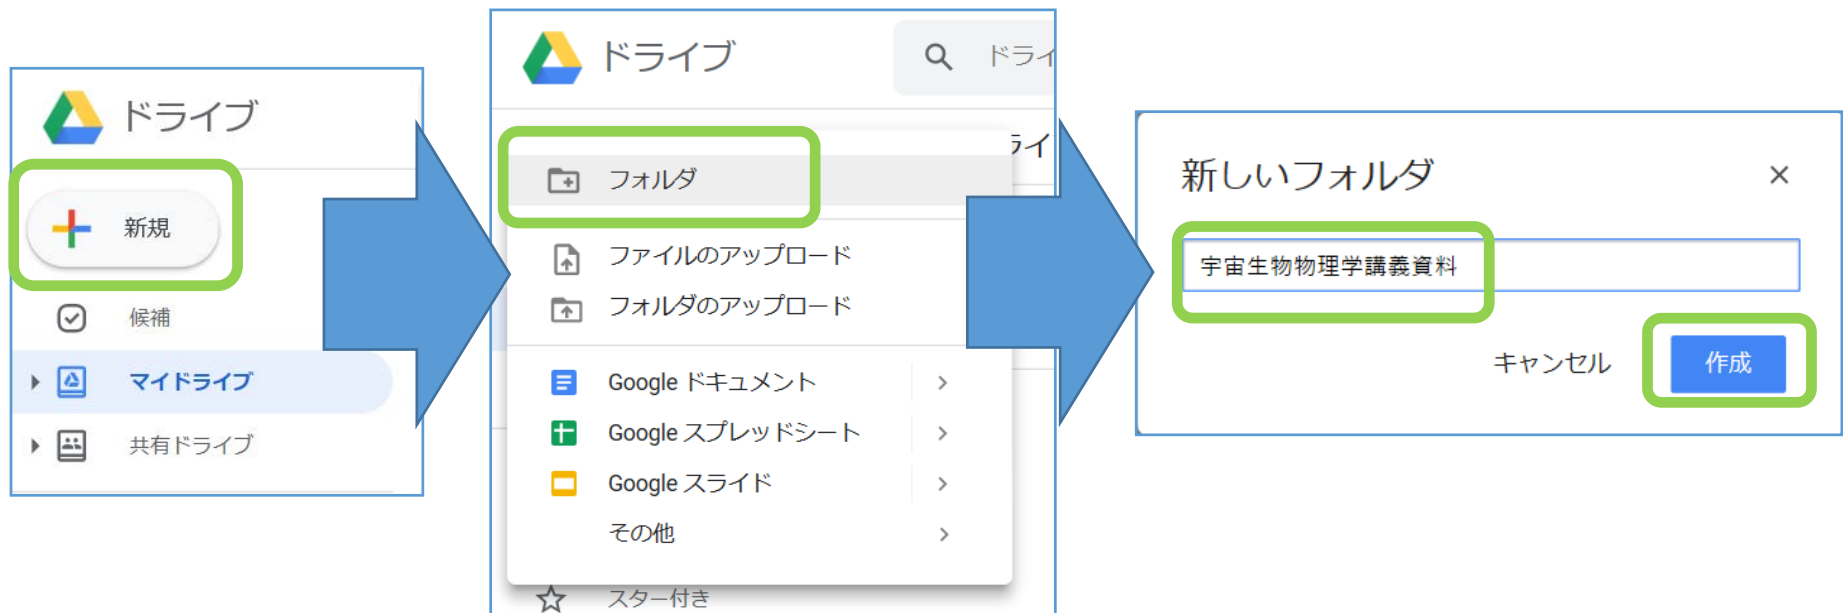 ドライブ
新規
候補
マイドライブ
共有ドライブ
ドライブ
ドライ
ライ
フォルダ
ファイルのアップロード
フォルダのアップロード
Google ドキュメント
Google スプレッドシート
Google スライド
その他
スター付き
新しいフォルダ
宇宙生物物理学講義資料
キャンセル
作成